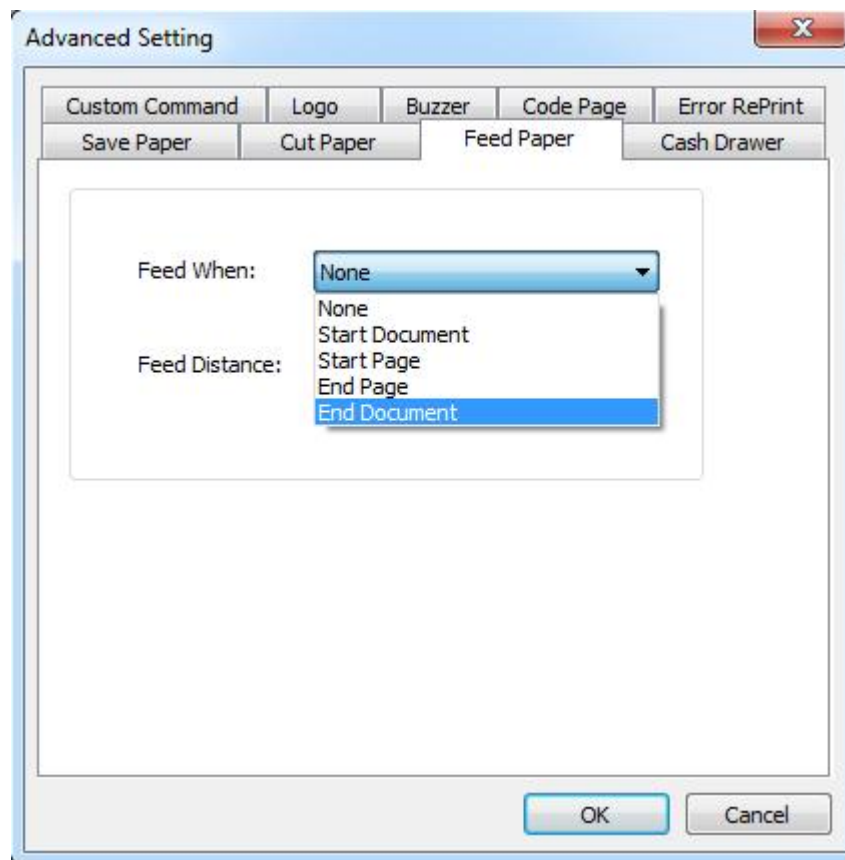 Advanced Setting
Custom Command Logo Buzzer Code Page Error RePrint
Save Paper Cut Paper Feed Paper Cash Drawer
Feed When: None
None
Start Document
Feed Distance: Start Page
End Page
End Document
OK Cancel